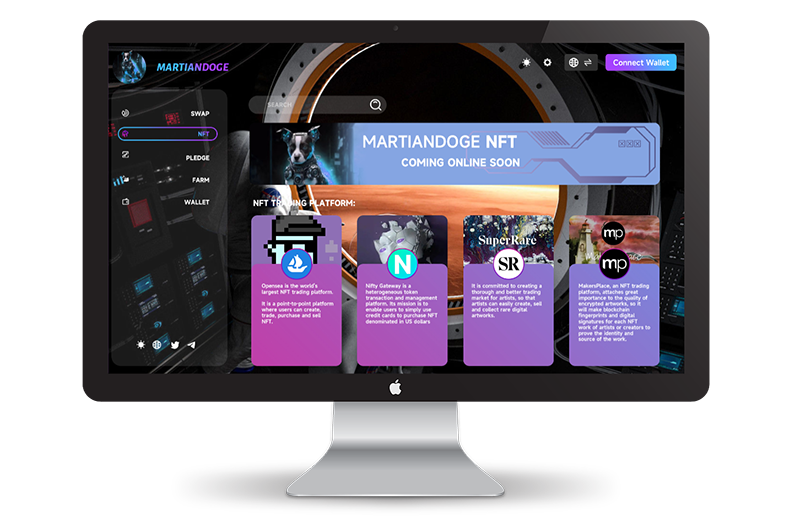 MARTIANDOGE
Connect Wallet
SWAP
NFT
PLEDGE
FARM
WALLET
SEARCH
MARTIANDOGE NFT
COMING ONLINE SOON
NFT TRADING PLATFORM:
Opensea is the world's
largest NFT trading platform.
It is a point-to-point platform
where users can create,
trade, purchase and sell
NFT.
N
Nifty Gateway is a
heterogeneous token
transaction and management
platform. Its mission is to
enable users to simply use
credit cards to purchase NFT
denominated in US dollars
SuperRare
SR
It is committed to creating a
thorough and better trading
market for artists, so that
artists can easily create, sell
and collect rare digital
artworks.
mp
mp
MakersPlace, an NFT trading
platform, attaches great
importance to the quality of
encrypted artworks, so it
will make blockchain
fingerprints and digital
signatures for each NFT
work of artists or creators to
prove the identity and
source of the work.